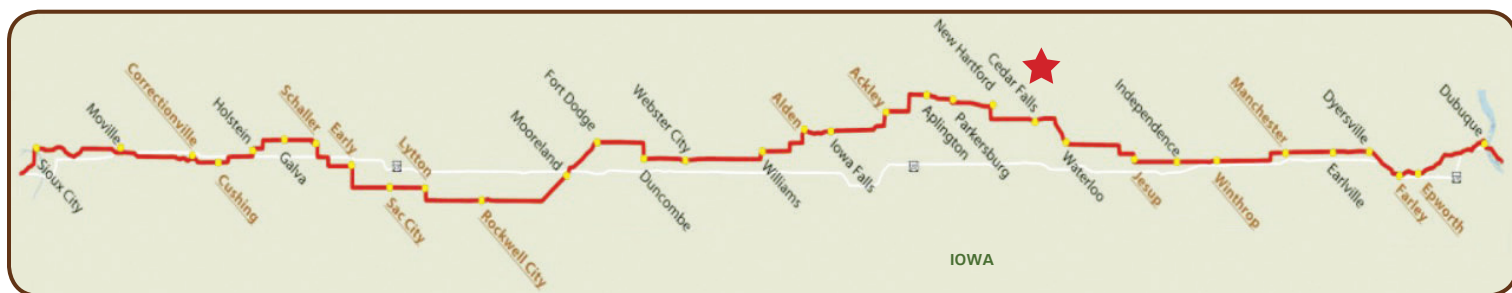 Sioux City
Moville
Correctionville
Cushing
Holstein
Galva
Schaller
Early
Sac City
Lytton
Rockwell City
Mooreland
Fort Dodge
Duncombe
Webster City
Williams
Alden
Iowa Falls
Ackley
Aplington
Parkersburg
New Hartford
Cedar Falls
Waterloo
Jesup
Independence
Winthrop
Manchester
Earlville
Dyersville
Farley
Epworth
Dubuque
IOWA